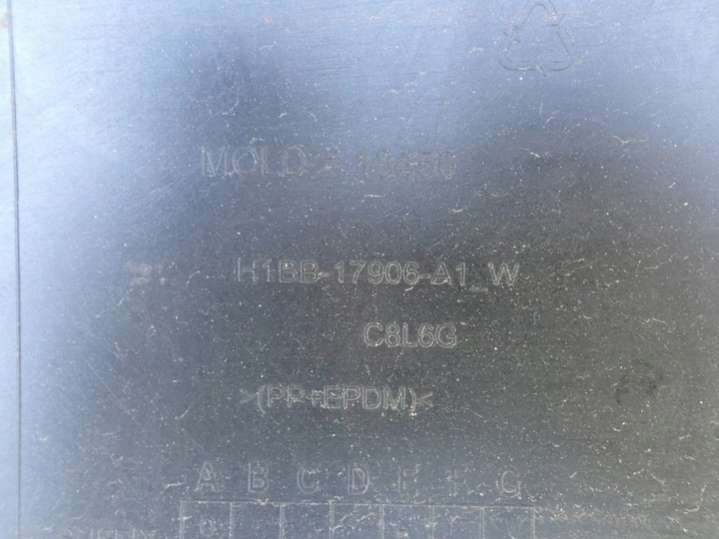 MOLD
H1BB-17906-A1_W
C8L6G
>(PP+EPDM)<
A B C D E F G